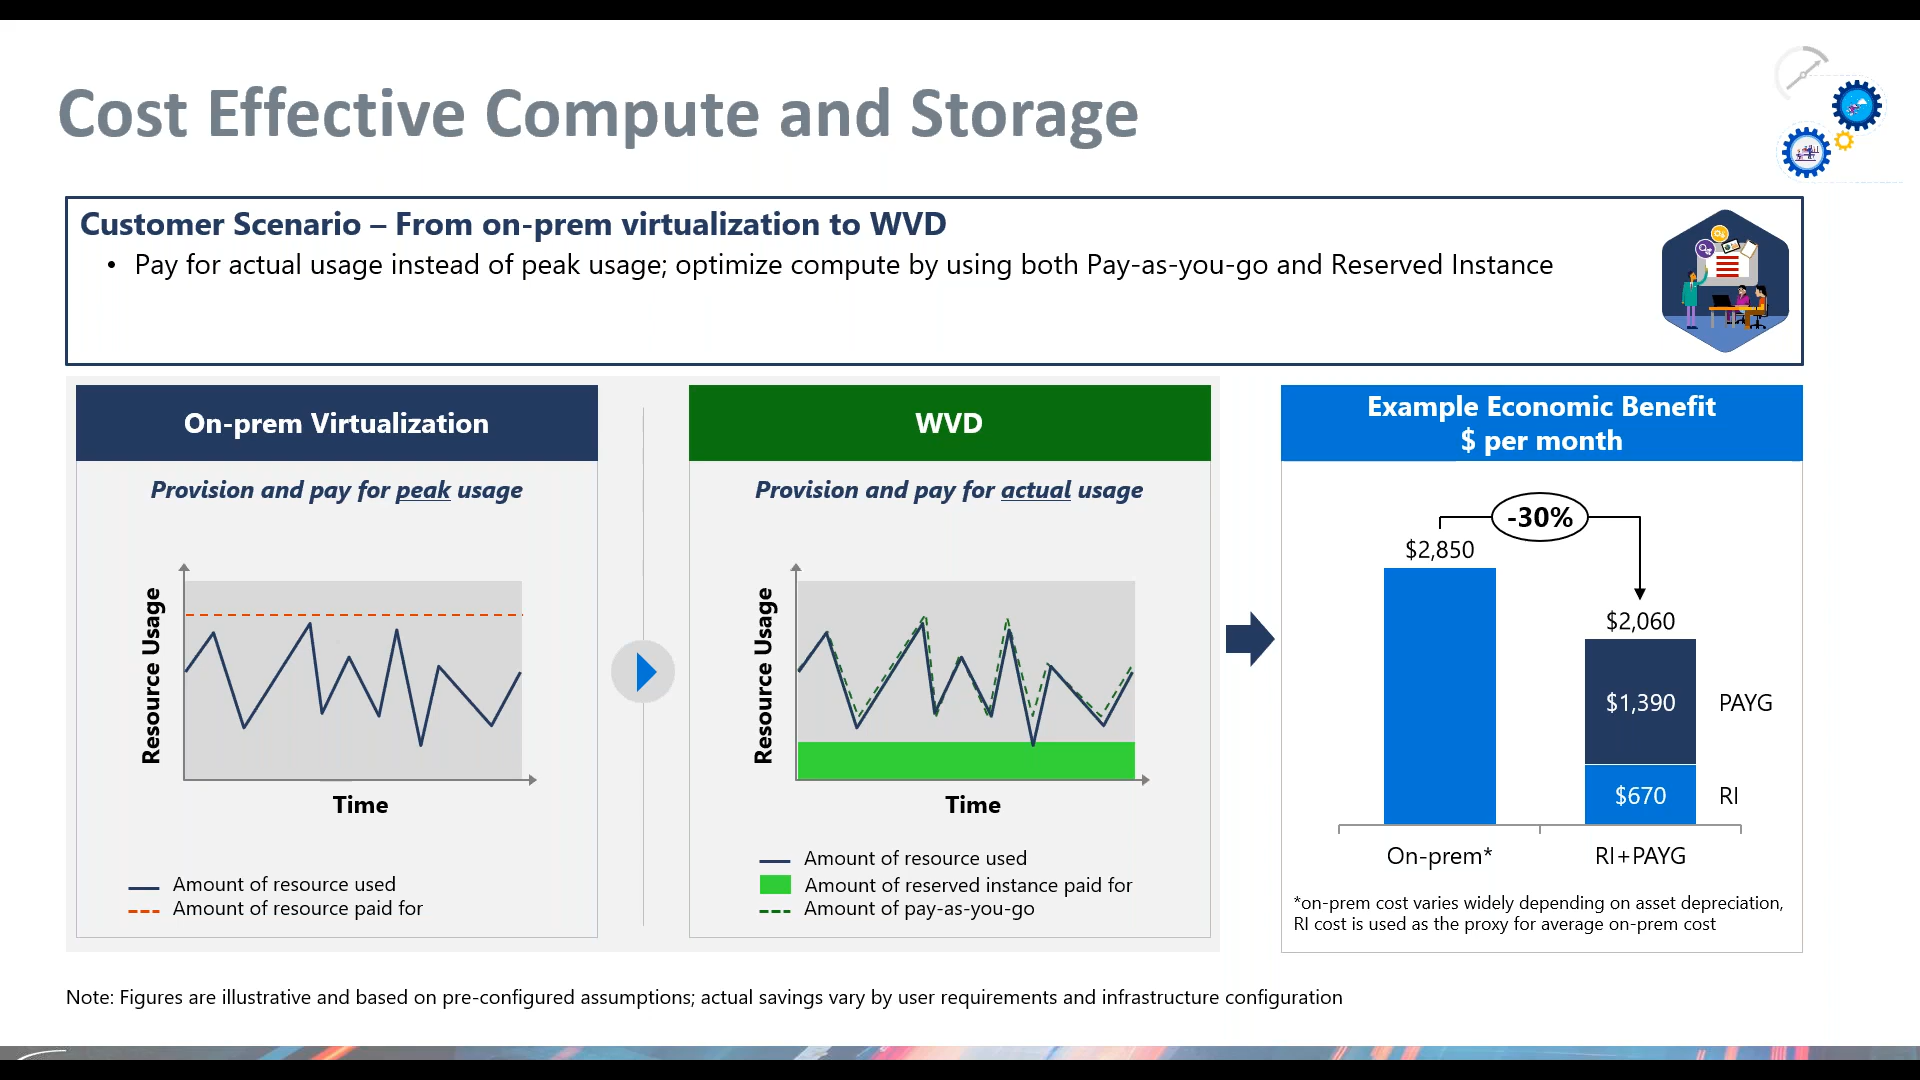 Cost Effective Compute and Storage
Customer Scenario – From on-prem virtualization to WVD
• Pay for actual usage instead of peak usage; optimize compute by using both Pay-as-you-go and Reserved Instance
On-prem Virtualization
Provision and pay for peak usage
Resource Usage
Time
Amount of resource used
Amount of resource paid for
WVD
Provision and pay for actual usage
Resource Usage
Time
Amount of resource used
Amount of reserved instance paid for
Amount of pay-as-you-go
Example Economic Benefit
$ per month
-30%
$2,850
$2,060
$1,390 PAYG
$670 RI
On-prem* RI+PAYG
*on-prem cost varies widely depending on asset depreciation,
RI cost is used as the proxy for average on-prem cost
Note: Figures are illustrative and based on pre-configured assumptions; actual savings vary by user requirements and infrastructure configuration